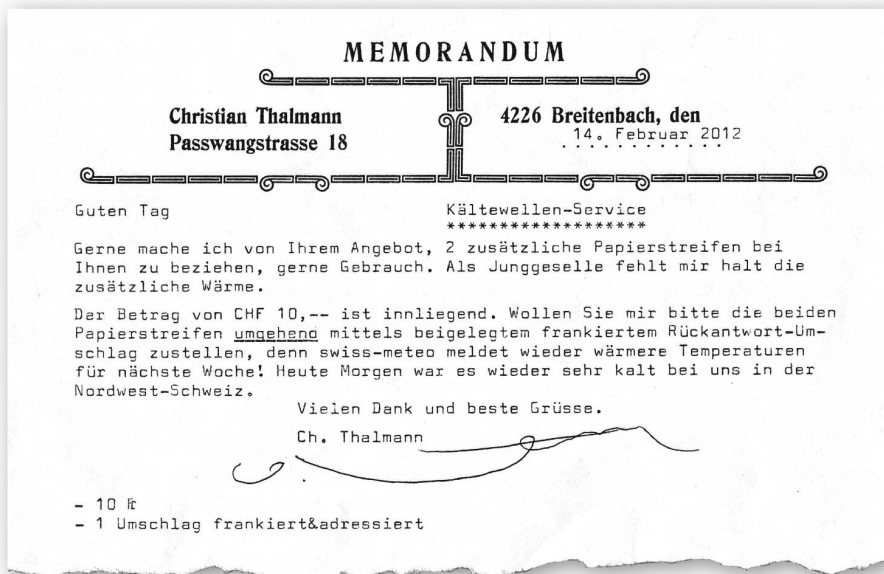 MEMORANDUM
Christian Thalmann
Passwangstrasse 18
4226 Breitenbach, den
14. Februar 2012
Guten Tag
Kältewellen-Service
******************
Gerne mache ich von Ihrem Angebot, 2 zusätzliche Papierstreifen bei
Ihnen zu beziehen, gerne Gebrauch. Als Junggeselle fehlt mir halt die
zusätzliche Wärme.
Der Betrag von CHF 10,-- ist innliegend. Wollen Sie mir bitte die beiden
Papierstreifen umgehend mittels beigelegtem frankiertem Rückantwort-Um-
schlag zustellen, denn swiss-meteo meldet wieder wärmere Temperaturen
für nächste Woche! Heute Morgen war es wieder sehr kalt bei uns in der
Nordwest-Schweiz.
Vielen Dank und beste Grüsse.
Ch. Thalmann
- 10 Fr
- 1 Umschlag frankiert&adressiert